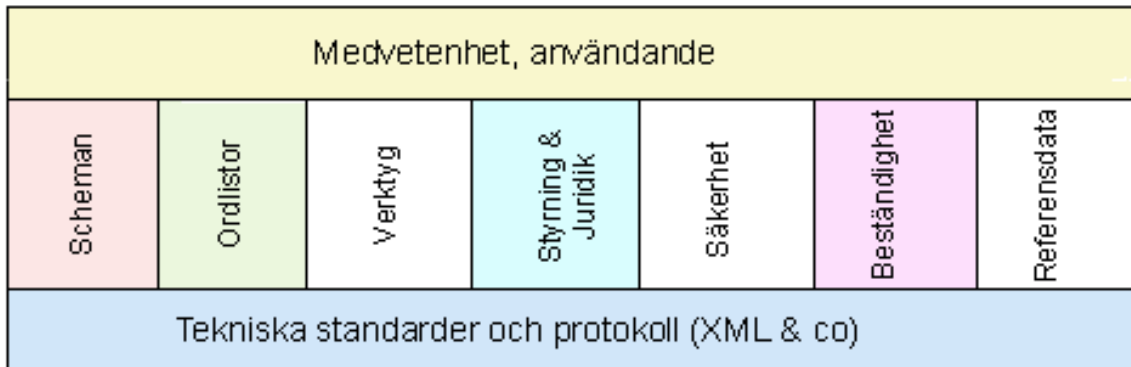 Medvetenhet, användande
Scheman
Ordlistor
Verktyg
Styrning &
Juridik
Säkerhet
Beständighet
Referensdata
Tekniska standarder och protokoll (XML & co)